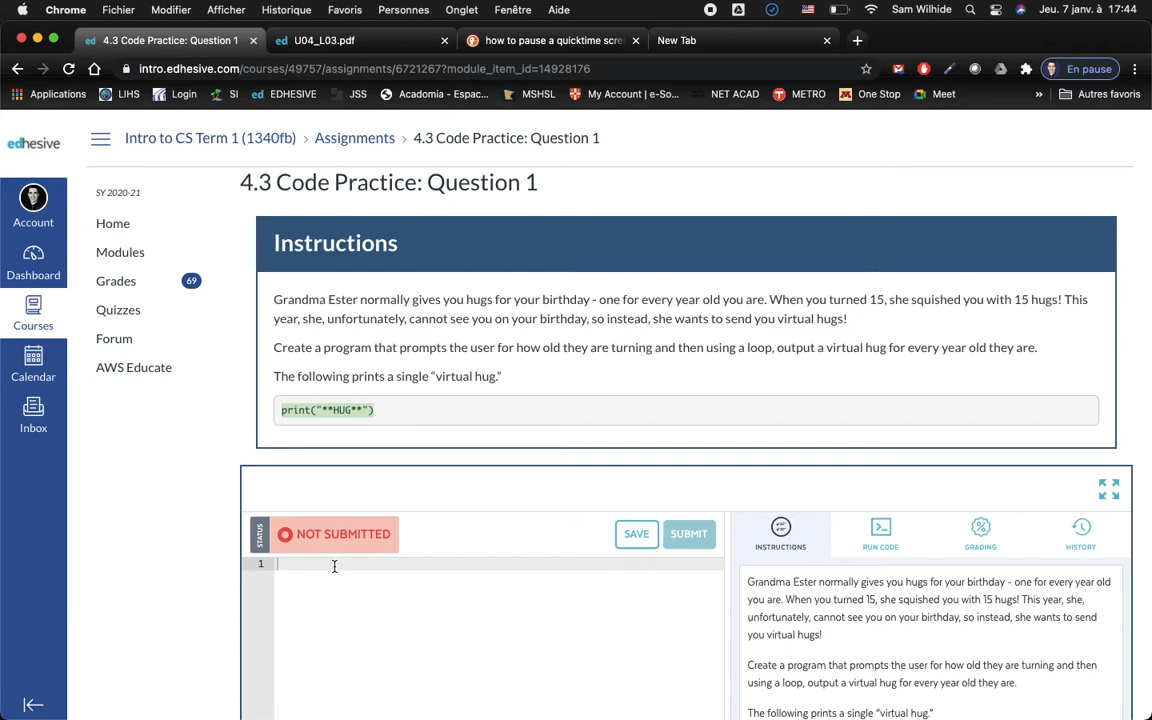 Chrome Fichier Modifier Afficher Historique Favoris Personnes Onglet Fenêtre Aide Sam Wilhide Jeu. 7 janv. à 17:44
ed 4.3 Code Practice: Question 1 × ed U04_L03.pdf × how to pause a quicktime scre × New Tab × +
intro.edhesive.com/courses/49757/assignments/6721267?module_item_id=14928176 En pause
Applications LIHS Login SI ed EDHESIVE JSS Acadomia - Espac... MSHSL My Account | e-So... NET ACAD METRO One Stop Meet » Autres favoris
edhesive
Intro to CS Term 1 (1340fb) › Assignments › 4.3 Code Practice: Question 1
Account
Dashboard
Courses
Calendar
Inbox
SY 2020-21
Home
Modules
Grades 69
Quizzes
Forum
AWS Educate
4.3 Code Practice: Question 1
Instructions
Grandma Ester normally gives you hugs for your birthday - one for every year old you are. When you turned 15, she squished you with 15 hugs! This
year, she, unfortunately, cannot see you on your birthday, so instead, she wants to send you virtual hugs!
Create a program that prompts the user for how old they are turning and then using a loop, output a virtual hug for every year old they are.
The following prints a single “virtual hug.”
print("**HUG**")
STATUS NOT SUBMITTED SAVE SUBMIT
1
INSTRUCTIONS RUN CODE GRADING HISTORY
Grandma Ester normally gives you hugs for your birthday - one for every year old
you are. When you turned 15, she squished you with 15 hugs! This year, she,
unfortunately, cannot see you on your birthday, so instead, she wants to send
you virtual hugs!
Create a program that prompts the user for how old they are turning and then
using a loop, output a virtual hug for every year old they are.
The following prints a single “virtual hug.”